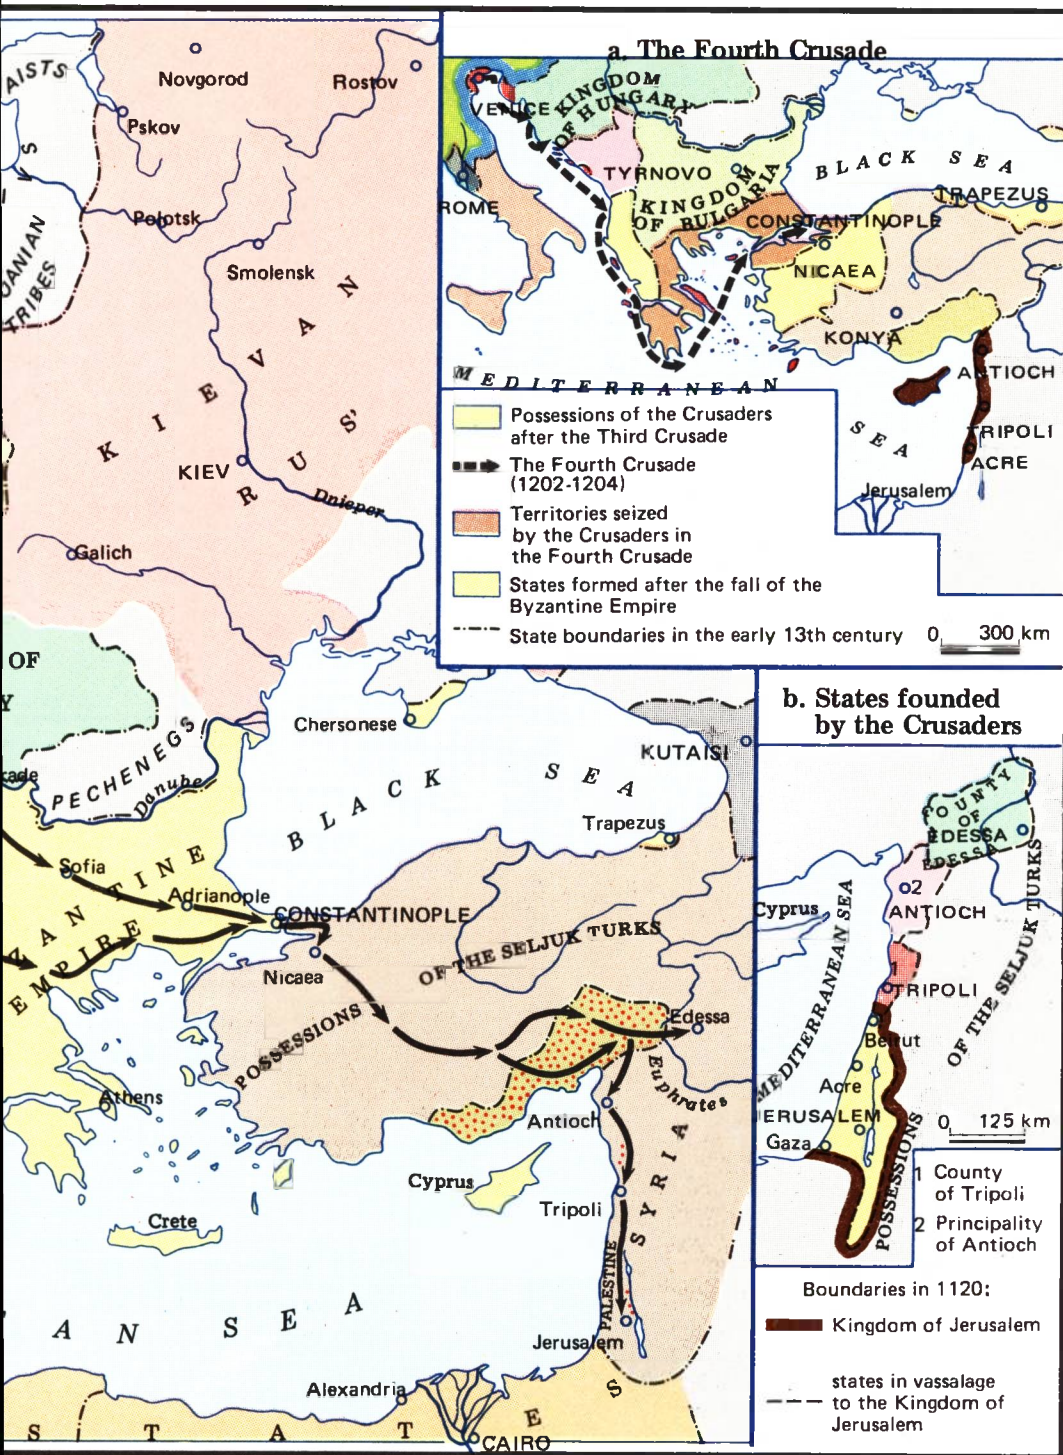 a. The Fourth Crusade
AISTS
Novgorod
Rostov
Pskov
Polotsk
Smolensk
TRIBES
KIEVAN
RUS'
KIEV
Dnieper
Galich
VENICE
KINGDOM
OF HUNGARY
TYRNOVO
KINGDOM
OF BULGARIA
BLACK SEA
TRAPEZUS
ROME
CONSTANTINOPLE
NICAEA
KONYA
ANTIOCH
MEDITERRANEAN
SEA
TRIPOLI
ACRE
Jerusalem
Possessions of the Crusaders
after the Third Crusade
The Fourth Crusade
(1202-1204)
Territories seized
by the Crusaders in
the Fourth Crusade
States formed after the fall of the
Byzantine Empire
State boundaries in the early 13th century
0 300 km
OF
Y
PECHENEGS
Danube
Chersonese
KUTAISI
BLACK SEA
Trapezus
Sofia
Adrianople
CONSTANTINOPLE
ZANTINE
EMPIRE
Nicaea
POSSESSIONS
OF THE SELJUK TURKS
Edessa
Euphrates
Athens
Antioch
Cyprus
Tripoli
SYRIA
Crete
PALESTINE
AN SEA
Jerusalem
Alexandria
STATES
CAIRO
b. States founded
by the Crusaders
COUNTY
OF
EDESSA
EDESSA
2
ANTIOCH
Cyprus
MEDITERRANEAN SEA
1
TRIPOLI
Beirut
Acre
JERUSALEM
Gaza
POSSESSIONS
OF THE SELJUK TURKS
0 125 km
1 County
of Tripoli
2 Principality
of Antioch
Boundaries in 1120:
Kingdom of Jerusalem
states in vassalage
to the Kingdom of
Jerusalem